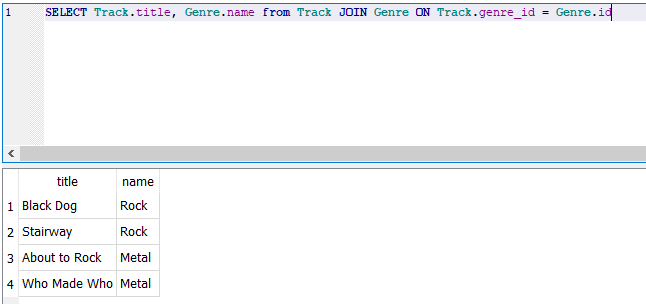 1 SELECT Track.title, Genre.name from Track JOIN Genre ON Track.genre_id = Genre.id
title name
1 Black Dog Rock
2 Stairway Rock
3 About to Rock Metal
4 Who Made Who Metal